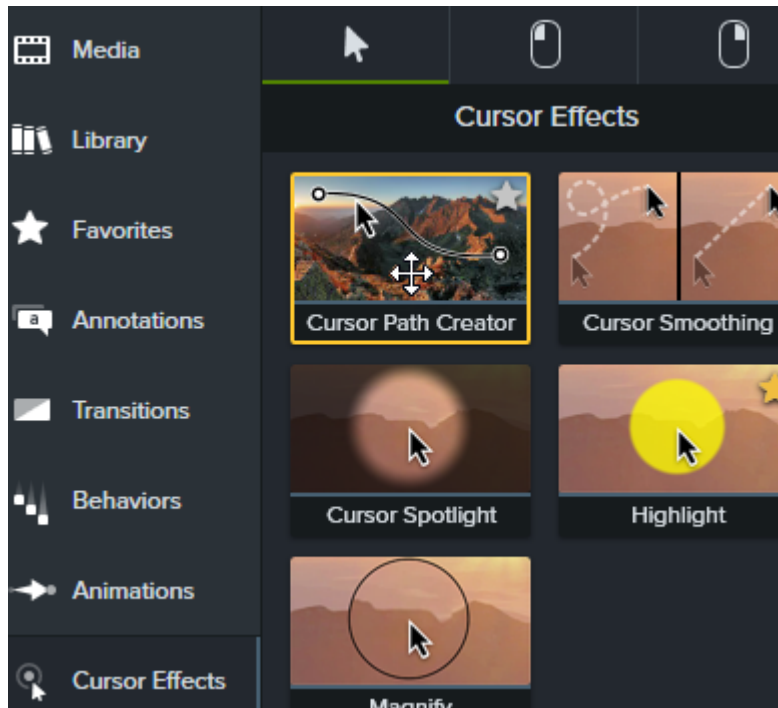 Media
Library
Favorites
a
Annotations
Transitions
Behaviors
Animations
Cursor Effects
Cursor Effects
Cursor Path Creator
Cursor Smoothing
Cursor Spotlight
Highlight
Magnify